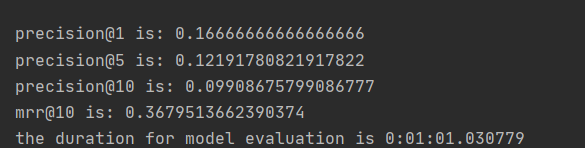 precision@1 is: 0.16666666666666666
precision@5 is: 0.12191780821917822
precision@10 is: 0.09908675799086777
mrr@10 is: 0.3679513662390374
the duration for model evaluation is 0:01:01.030779